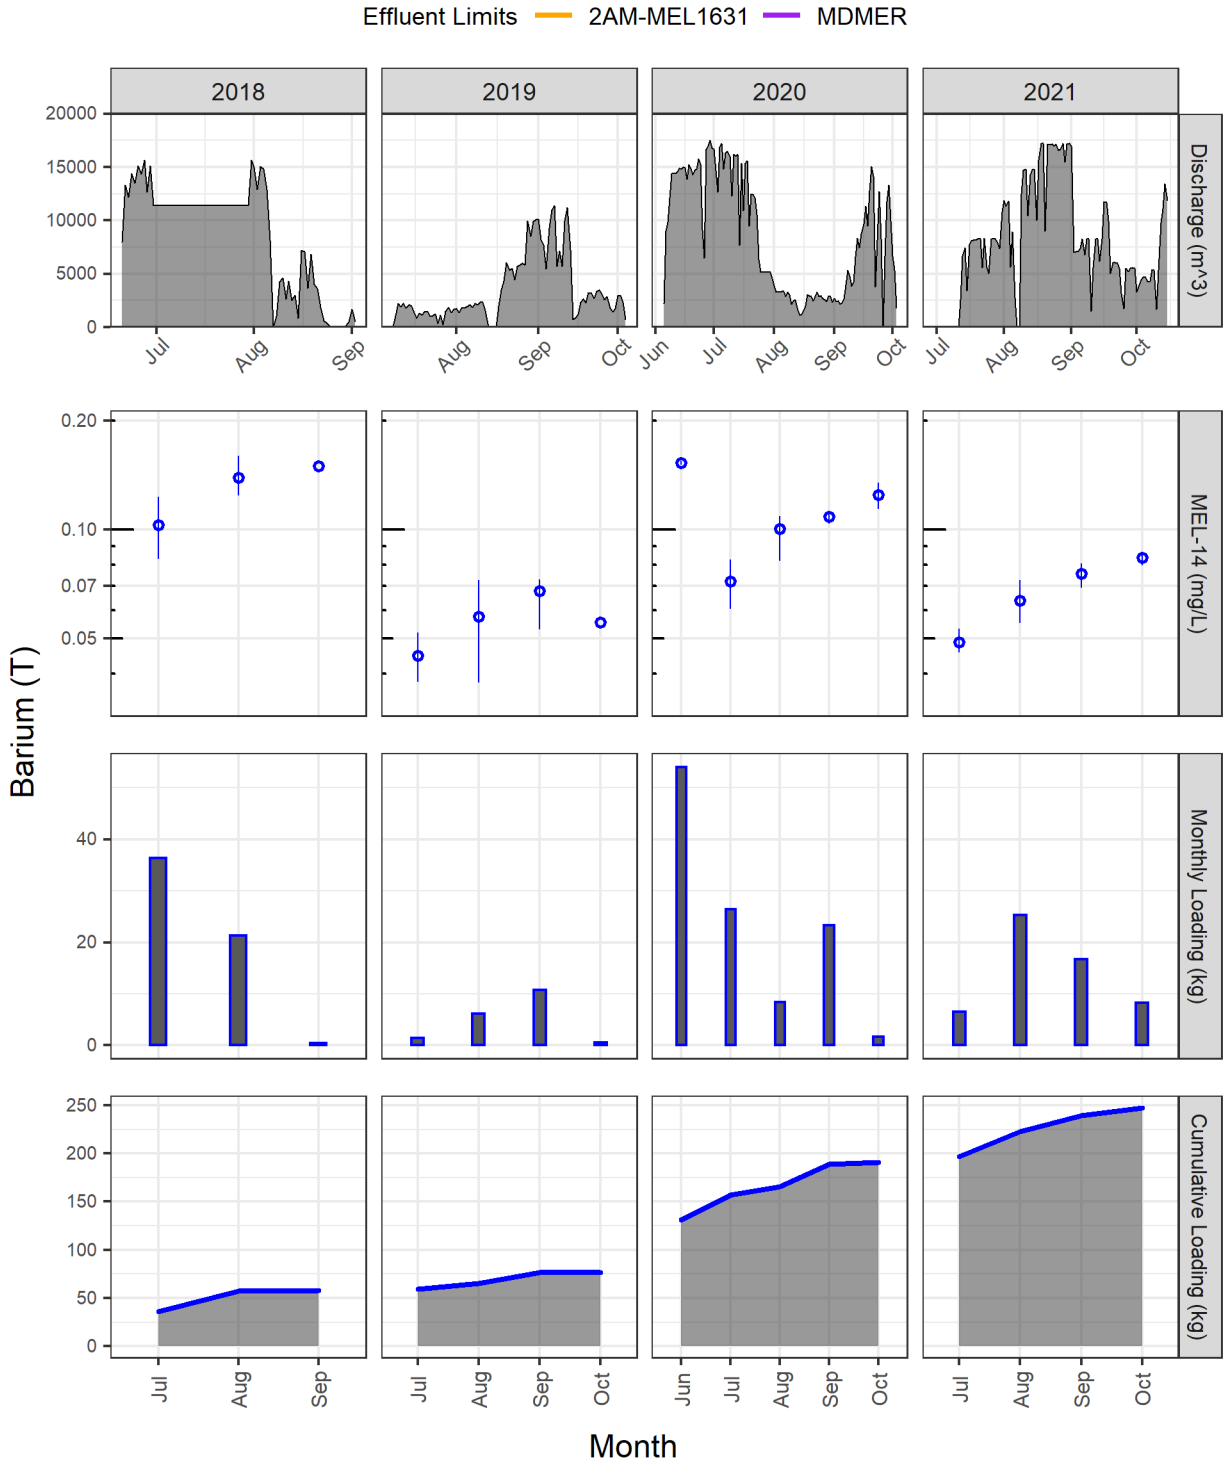 Effluent Limits 2AM-MEL1631 MDMER
2018 2019 2020 2021
20000
15000
10000
5000
0
Discharge (m^3)
Jul Aug Sep Aug Sep Oct Jun Jul Aug Sep Oct Jul Aug Sep Oct
0.20
0.10
0.07
0.05
MEL-14 (mg/L)
Barium (T)
40
20
0
Monthly Loading (kg)
250
200
150
100
50
0
Cumulative Loading (kg)
Jul Aug Sep Jul Aug Sep Oct Jun Jul Aug Sep Oct Jul Aug Sep Oct
Month